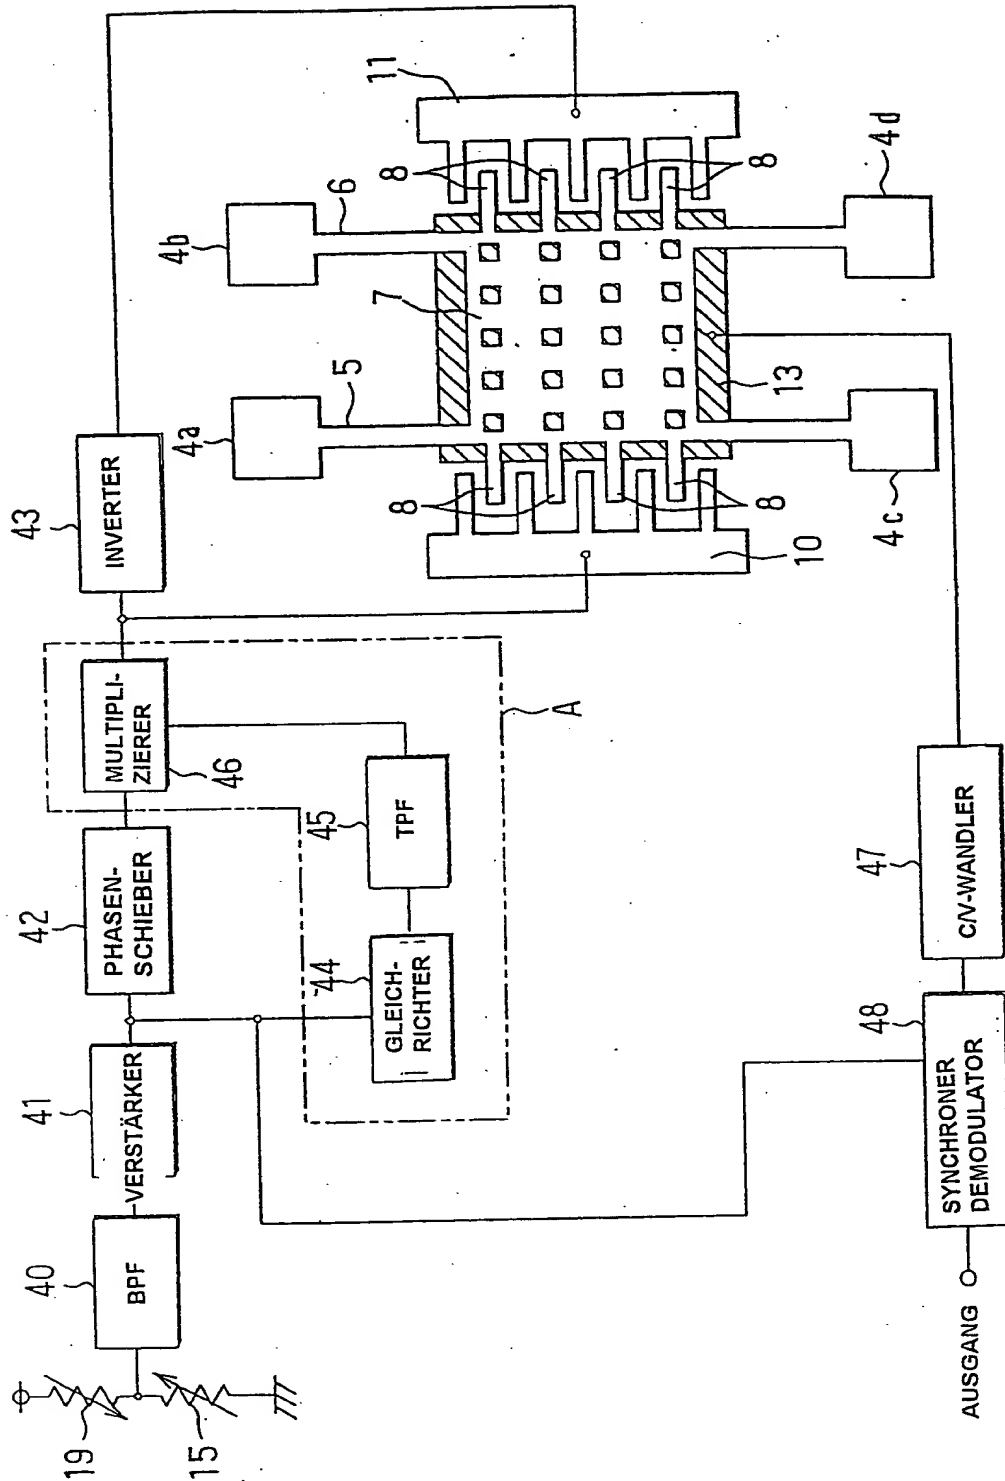 19
15
40
BPF
41
VERSTÄRKER
42
PHASEN-
SCHIEBER
MULTIPLI-
ZIERER
46
43
INVERTER
44
GLEICH-
RICHTER
45
TPF
A
4a
5
4b
6
7
11
8
8
8
8
10
13
4c
4d
47
C/V-WANDLER
48
SYNCHRONER
DEMODULATOR
AUSGANG